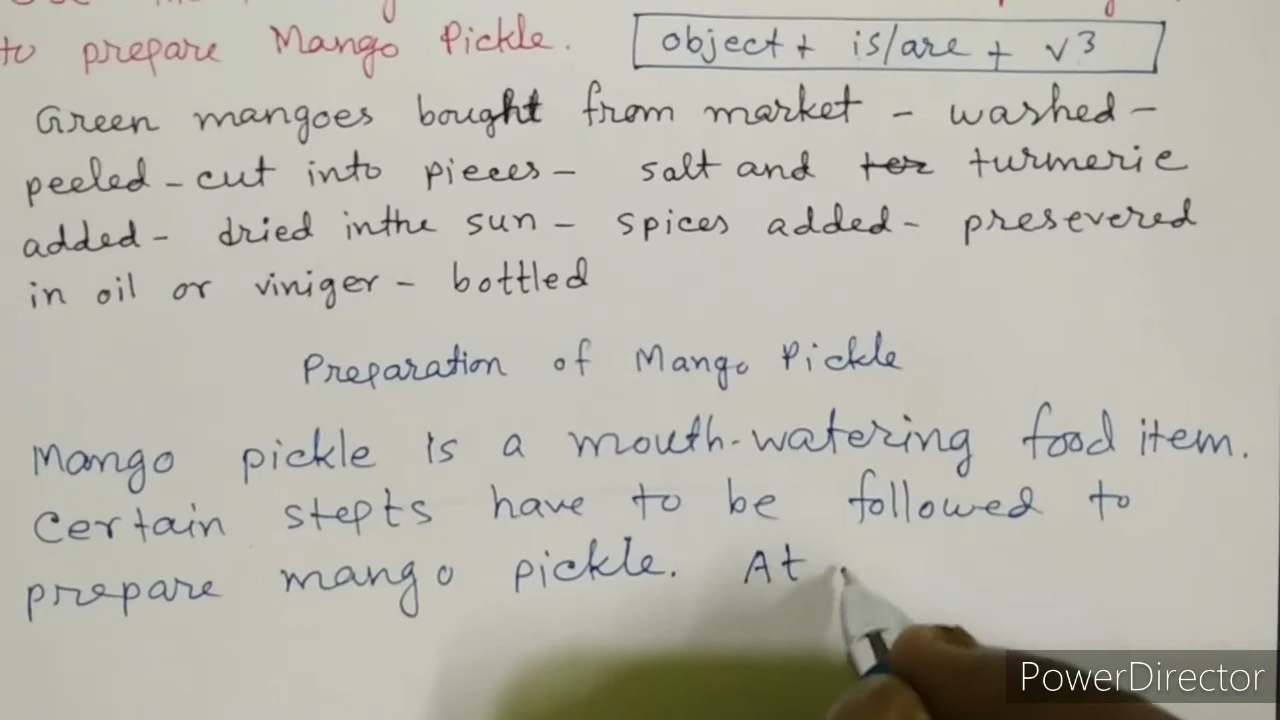 to prepare Mango Pickle.
object + is/are + v3
Green mangoes bought from market - washed -
peeled - cut into pieces - salt and turmeric
added - dried in the sun - spices added - presevered
in oil or viniger - bottled
Preparation of Mango Pickle
Mango pickle is a mouth-watering food item.
Certain stepts have to be followed to
prepare mango pickle. At
PowerDirector